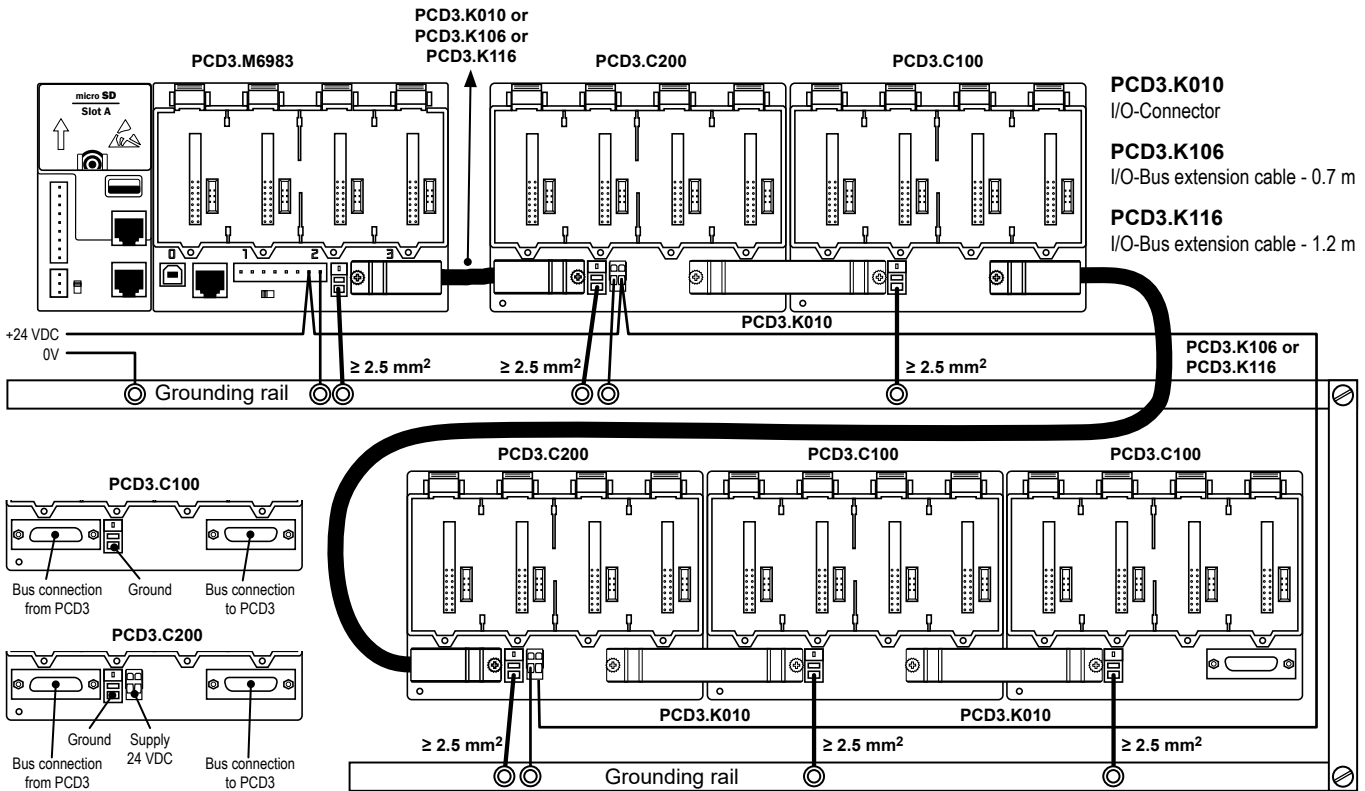 PCD3.K010 or
PCD3.K106 or
PCD3.K116
PCD3.M6983
PCD3.C200
PCD3.C100
micro SD
Slot A
0
1
2
3
PCD3.K010
I/O-Connector
PCD3.K106
I/O-Bus extension cable - 0.7 m
PCD3.K116
I/O-Bus extension cable - 1.2 m
PCD3.K010
+24 VDC
0V
≥ 2.5 mm²
≥ 2.5 mm²
≥ 2.5 mm²
PCD3.K106 or
PCD3.K116
Grounding rail
PCD3.C200
PCD3.C100
PCD3.C100
PCD3.C100
Bus connection
from PCD3
Ground
Bus connection
to PCD3
PCD3.C200
Ground
Supply
24 VDC
Bus connection
from PCD3
Bus connection
to PCD3
PCD3.K010
PCD3.K010
≥ 2.5 mm²
≥ 2.5 mm²
≥ 2.5 mm²
Grounding rail